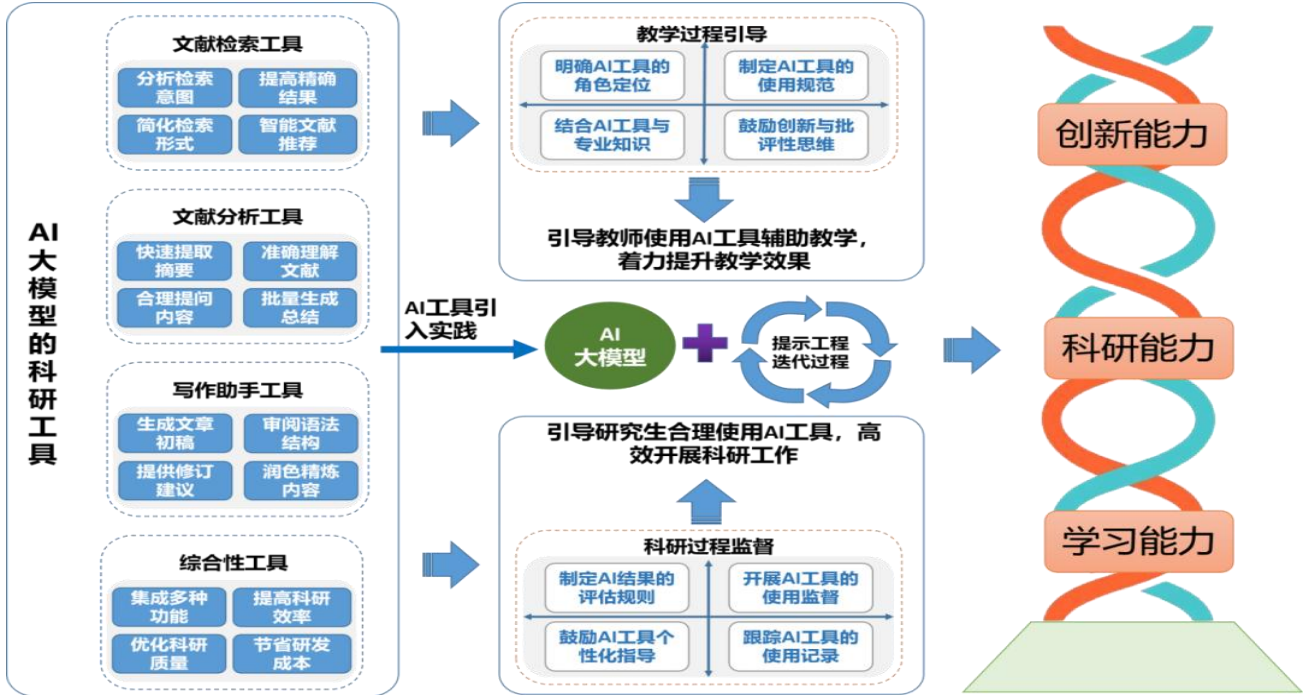 AI
大
模
型
的
科
研
工
具
文献检索工具
分析检索
意图
提高精确
结果
简化检索
形式
智能文献
推荐
文献分析工具
快速提取
摘要
准确理解
文献
合理提问
内容
批量生成
总结
写作助手工具
生成文章
初稿
审阅语法
结构
提供修订
建议
润色精炼
内容
综合性工具
集成多种
功能
提高科研
效率
优化科研
质量
节省研发
成本
AI工具引
入实践
教学过程引导
明确AI工具的
角色定位
制定AI工具的
使用规范
结合AI工具与
专业知识
鼓励创新与批
评性思维
引导教师使用AI工具辅助教学，
着力提升教学效果
AI
大模型
提示工程
迭代过程
引导研究生合理使用AI工具，高
效开展科研工作
科研过程监督
制定AI结果的
评估规则
开展AI工具的
使用监督
鼓励AI工具个
性化指导
跟踪AI工具的
使用记录
创新能力
科研能力
学习能力